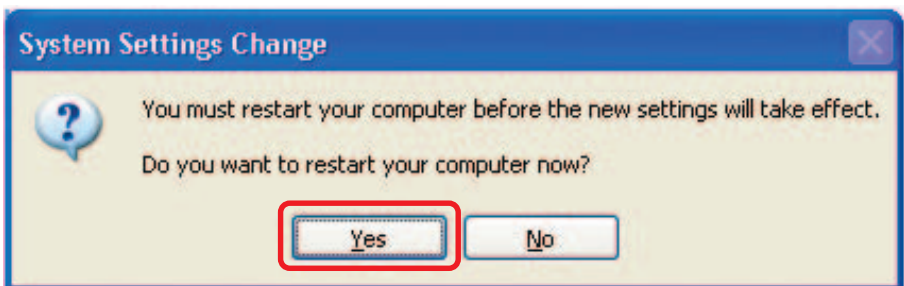 System Settings Change
You must restart your computer before the new settings will take effect.
Do you want to restart your computer now?
Yes
No